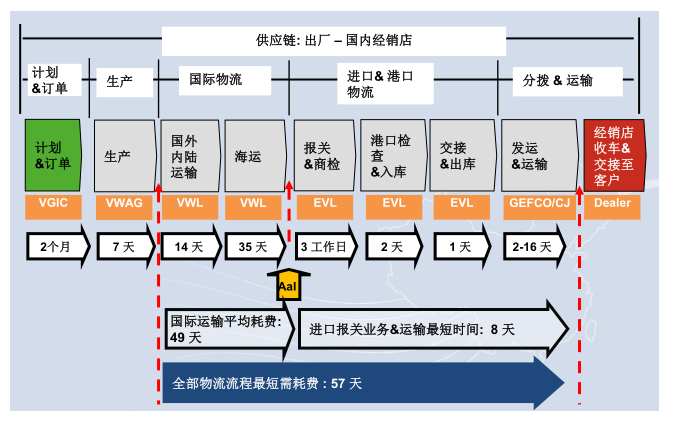 供应链: 出厂 – 国内经销店
计划
&订单
生产
国际物流
进口& 港口
物流
分拨 & 运输
计划
&订单
生产
国外
内陆
运输
海运
报关
&商检
港口检
查
&入库
交接
&出库
发运
&运输
经销店
收车&
交接至
客户
VGIC
VWAG
VWL
VWL
EVL
EVL
EVL
GEFCO/CJ
Dealer
2个月
7 天
14 天
35 天
3 工作日
2 天
1 天
2-16 天
Aal
国际运输平均耗费:
49 天
进口报关业务&运输最短时间: 8 天
全部物流流程最短需耗费 : 57 天